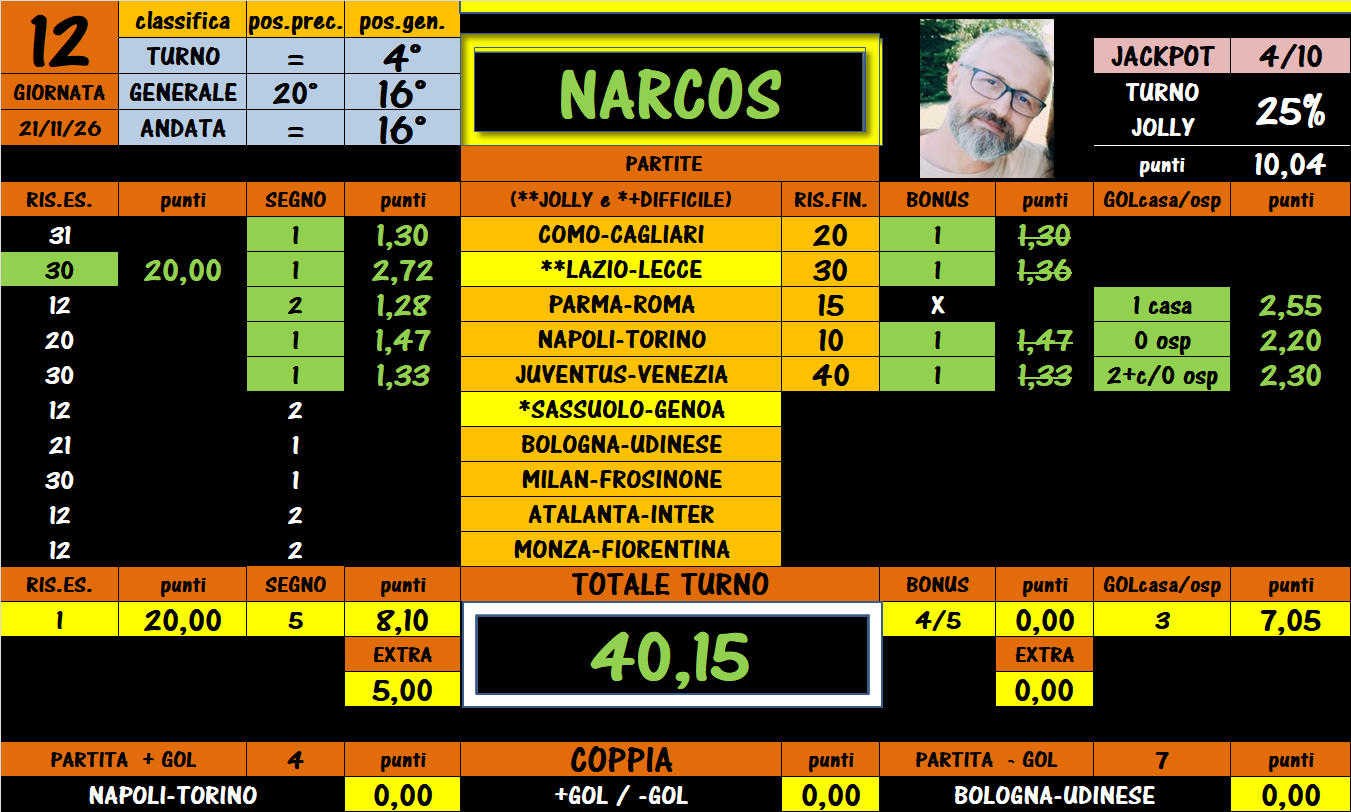 12 classifica pos.prec. pos.gen.
TURNO = 4°
GIORNATA GENERALE 20° 16°
21/11/26 ANDATA = 16°
NARCOS
JACKPOT 4/10
TURNO JOLLY 25%
punti 10,04
PARTITE
RIS.ES. punti SEGNO punti (**JOLLY e *+DIFFICILE) RIS.FIN. BONUS punti GOLcasa/osp punti
31 1 1,30 COMO-CAGLIARI 20 1 1,30
30 20,00 1 2,72 **LAZIO-LECCE 30 1 1,36
12 2 1,28 PARMA-ROMA 15 X 1 casa 2,55
20 1 1,47 NAPOLI-TORINO 10 1 1,47 0 osp 2,20
30 1 1,33 JUVENTUS-VENEZIA 40 1 1,33 2+c/0 osp 2,30
12 2 *SASSUOLO-GENOA
21 1 BOLOGNA-UDINESE
30 1 MILAN-FROSINONE
12 2 ATALANTA-INTER
12 2 MONZA-FIORENTINA
RIS.ES. punti SEGNO punti TOTALE TURNO BONUS punti GOLcasa/osp punti
1 20,00 5 8,10 40,15 4/5 0,00 3 7,05
EXTRA EXTRA
5,00 0,00
PARTITA + GOL 4 punti COPPIA punti PARTITA - GOL 7 punti
NAPOLI-TORINO 0,00 +GOL / -GOL 0,00 BOLOGNA-UDINESE 0,00